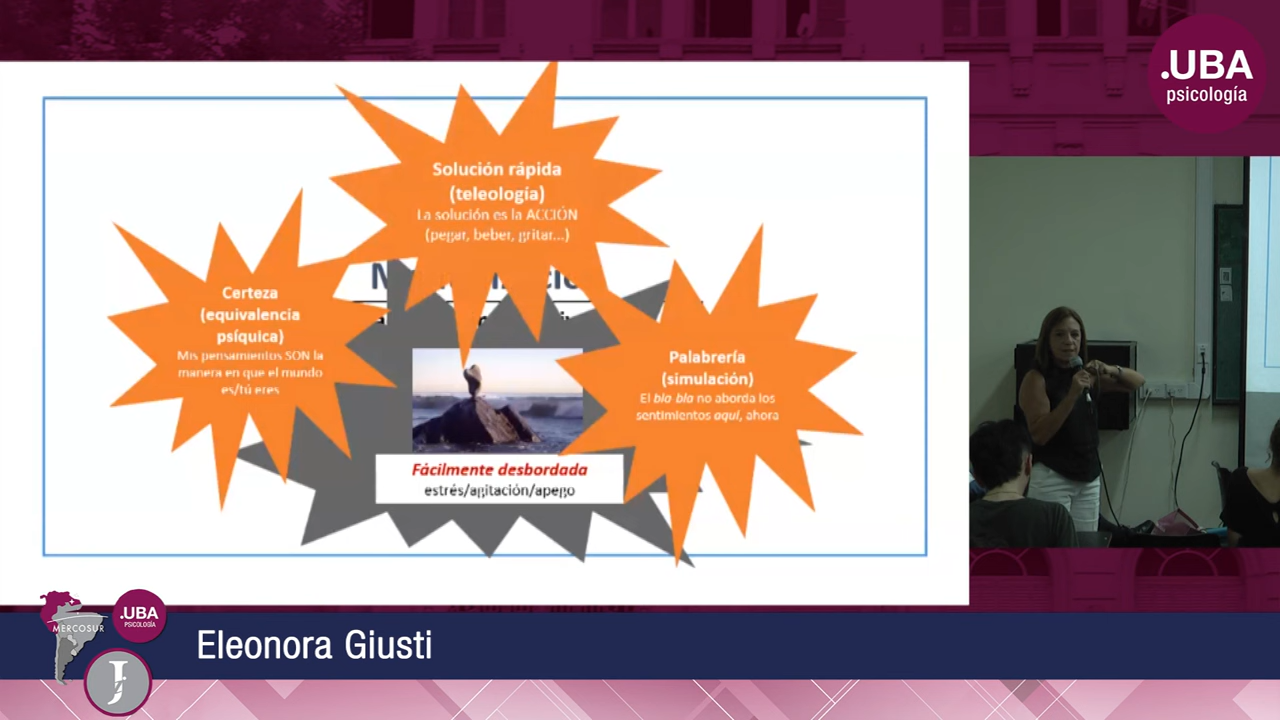 .UBA
psicología
Solución rápida
(teleología)
La solución es la ACCIÓN
(pegar, beber, gritar...)
Certeza
(equivalencia
psíquica)
Mis pensamientos SON la
manera en que el mundo
es/tú eres
Palabrería
(simulación)
El bla bla no aborda los
sentimientos aquí, ahora
Fácilmente desbordada
estrés/agitación/apego
MERCOSUR
.UBA
PSICOLOGÍA
J
Eleonora Giusti